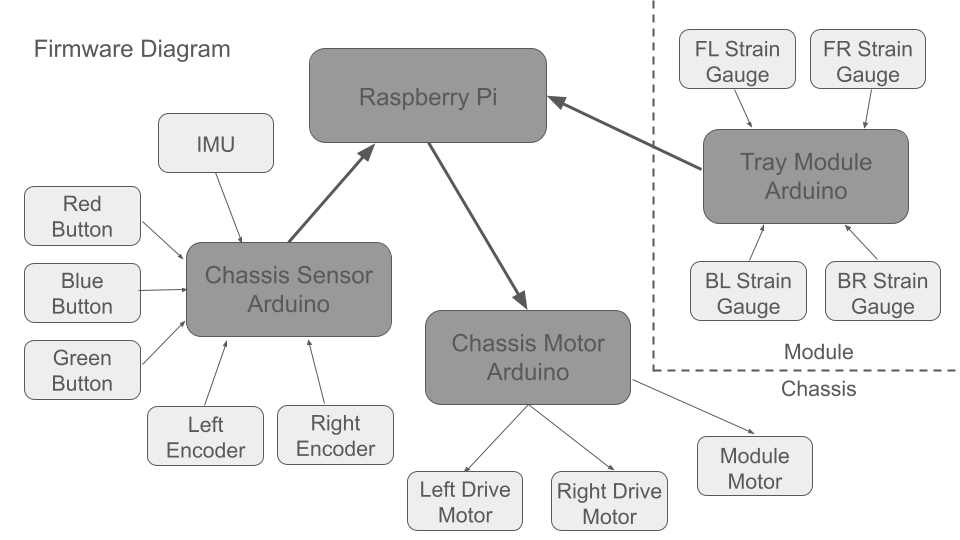 Firmware Diagram
Raspberry Pi
FL Strain
Gauge
FR Strain
Gauge
IMU
Tray Module
Arduino
Red
Button
Blue
Button
Green
Button
Chassis Sensor
Arduino
BL Strain
Gauge
BR Strain
Gauge
Chassis Motor
Arduino
Module
Chassis
Left
Encoder
Right
Encoder
Module
Motor
Left Drive
Motor
Right Drive
Motor